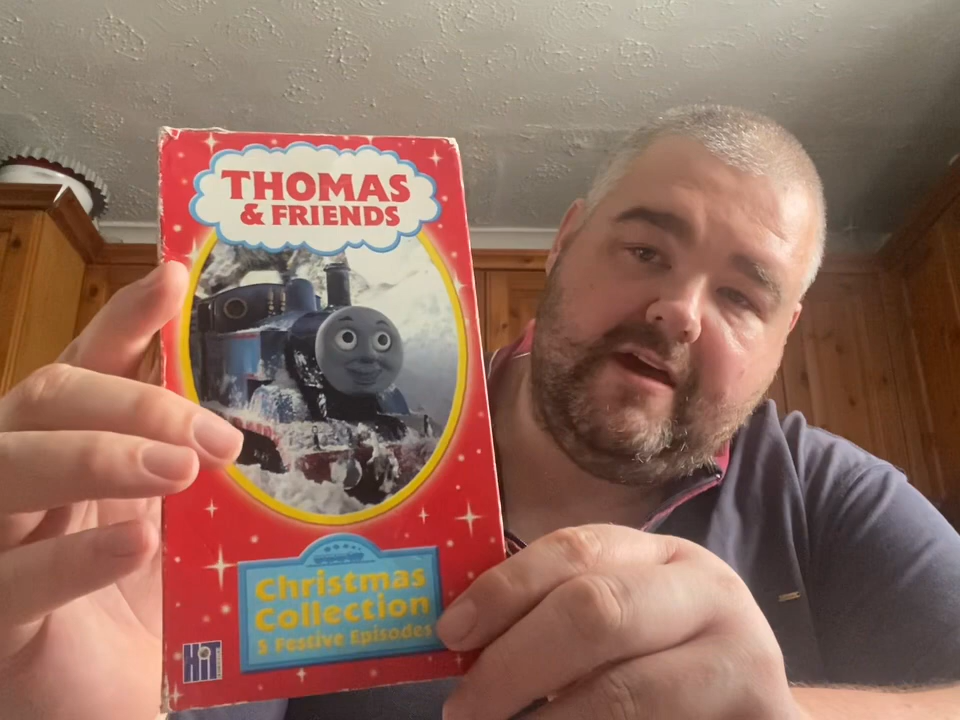 THOMAS
& FRIENDS
Christmas
Collection
5 Festive Episodes
HiT